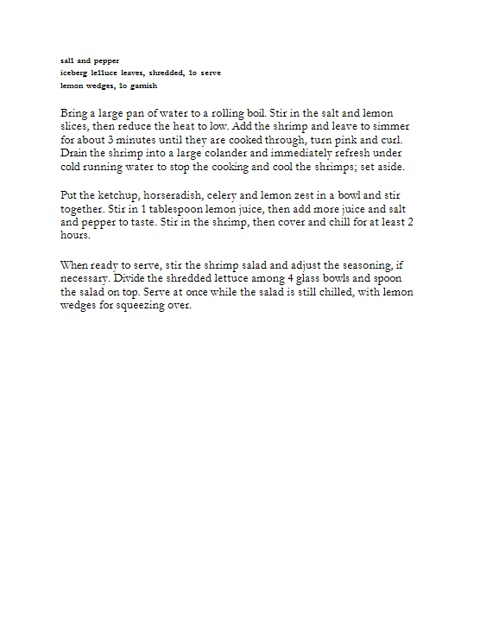 salt and pepper
iceberg lettuce leaves, shredded, to serve
lemon wedges, to garnish
Bring a large pan of water to a rolling boil. Stir in the salt and lemon
slices, then reduce the heat to low. Add the shrimp and leave to simmer
for about 3 minutes until they are cooked through, turn pink and curl.
Drain the shrimp into a large colander and immediately refresh under
cold running water to stop the cooking and cool the shrimps; set aside.
Put the ketchup, horseradish, celery and lemon zest in a bowl and stir
together. Stir in 1 tablespoon lemon juice, then add more juice and salt
and pepper to taste. Stir in the shrimp, then cover and chill for at least 2
hours.
When ready to serve, stir the shrimp salad and adjust the seasoning, if
necessary. Divide the shredded lettuce among 4 glass bowls and spoon
the salad on top. Serve at once while the salad is still chilled, with lemon
wedges for squeezing over.